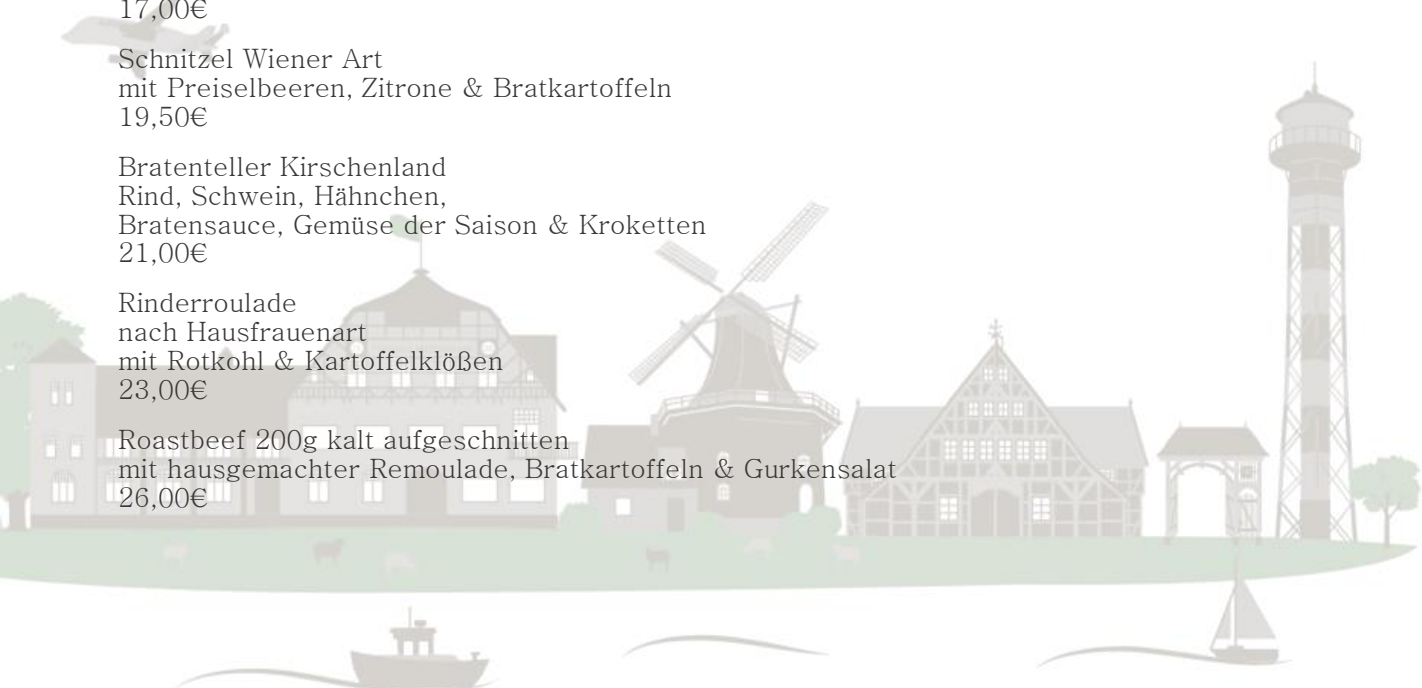 17,00€
Schnitzel Wiener Art
mit Preiselbeeren, Zitrone & Bratkartoffeln
19,50€
Bratenteller Kirschenland
Rind, Schwein, Hähnchen,
Bratensauce, Gemüse der Saison & Kroketten
21,00€
Rinderroulade
nach Hausfrauenart
mit Rotkohl & Kartoffelklößen
23,00€
Roastbeef 200g kalt aufgeschnitten
mit hausgemachter Remoulade, Bratkartoffeln & Gurkensalat
26,00€